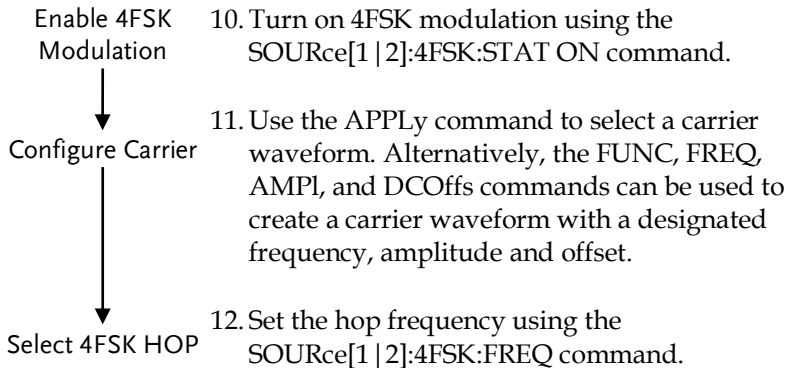 Enable 4FSK
Modulation
10. Turn on 4FSK modulation using the
SOURce[1|2]:4FSK:STAT ON command.
Configure Carrier
11. Use the APPLy command to select a carrier
waveform. Alternatively, the FUNC, FREQ,
AMPl, and DCOffs commands can be used to
create a carrier waveform with a designated
frequency, amplitude and offset.
Select 4FSK HOP
12. Set the hop frequency using the
SOURce[1|2]:4FSK:FREQ command.